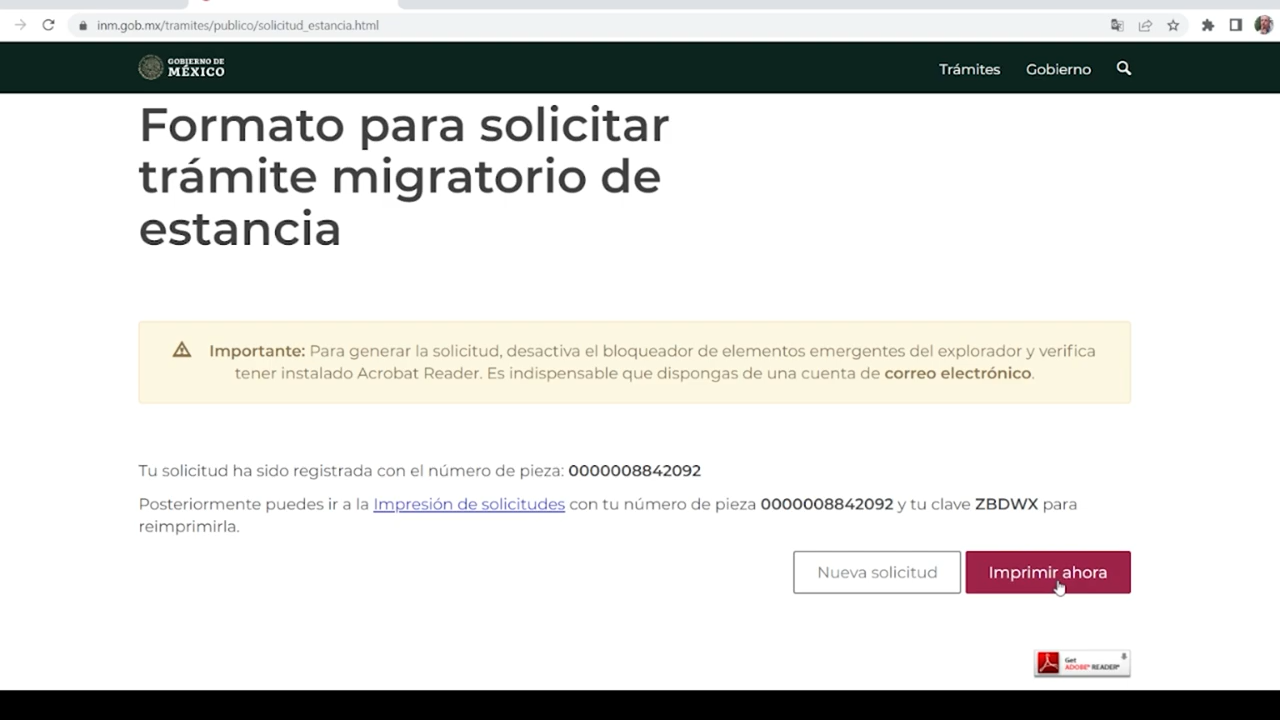 inm.gob.mx/tramites/publico/solicitud_estancia.html
GOBIERNO DE
MÉXICO
Trámites
Gobierno
Formato para solicitar
trámite migratorio de
estancia
Importante: Para generar la solicitud, desactiva el bloqueador de elementos emergentes del explorador y verifica
tener instalado Acrobat Reader. Es indispensable que dispongas de una cuenta de correo electrónico.
Tu solicitud ha sido registrada con el número de pieza: 0000008842092
Posteriormente puedes ir a la Impresión de solicitudes con tu número de pieza 0000008842092 y tu clave ZBDWX para
reimprimirla.
Nueva solicitud
Imprimir ahora
Get
ADOBE® READER®